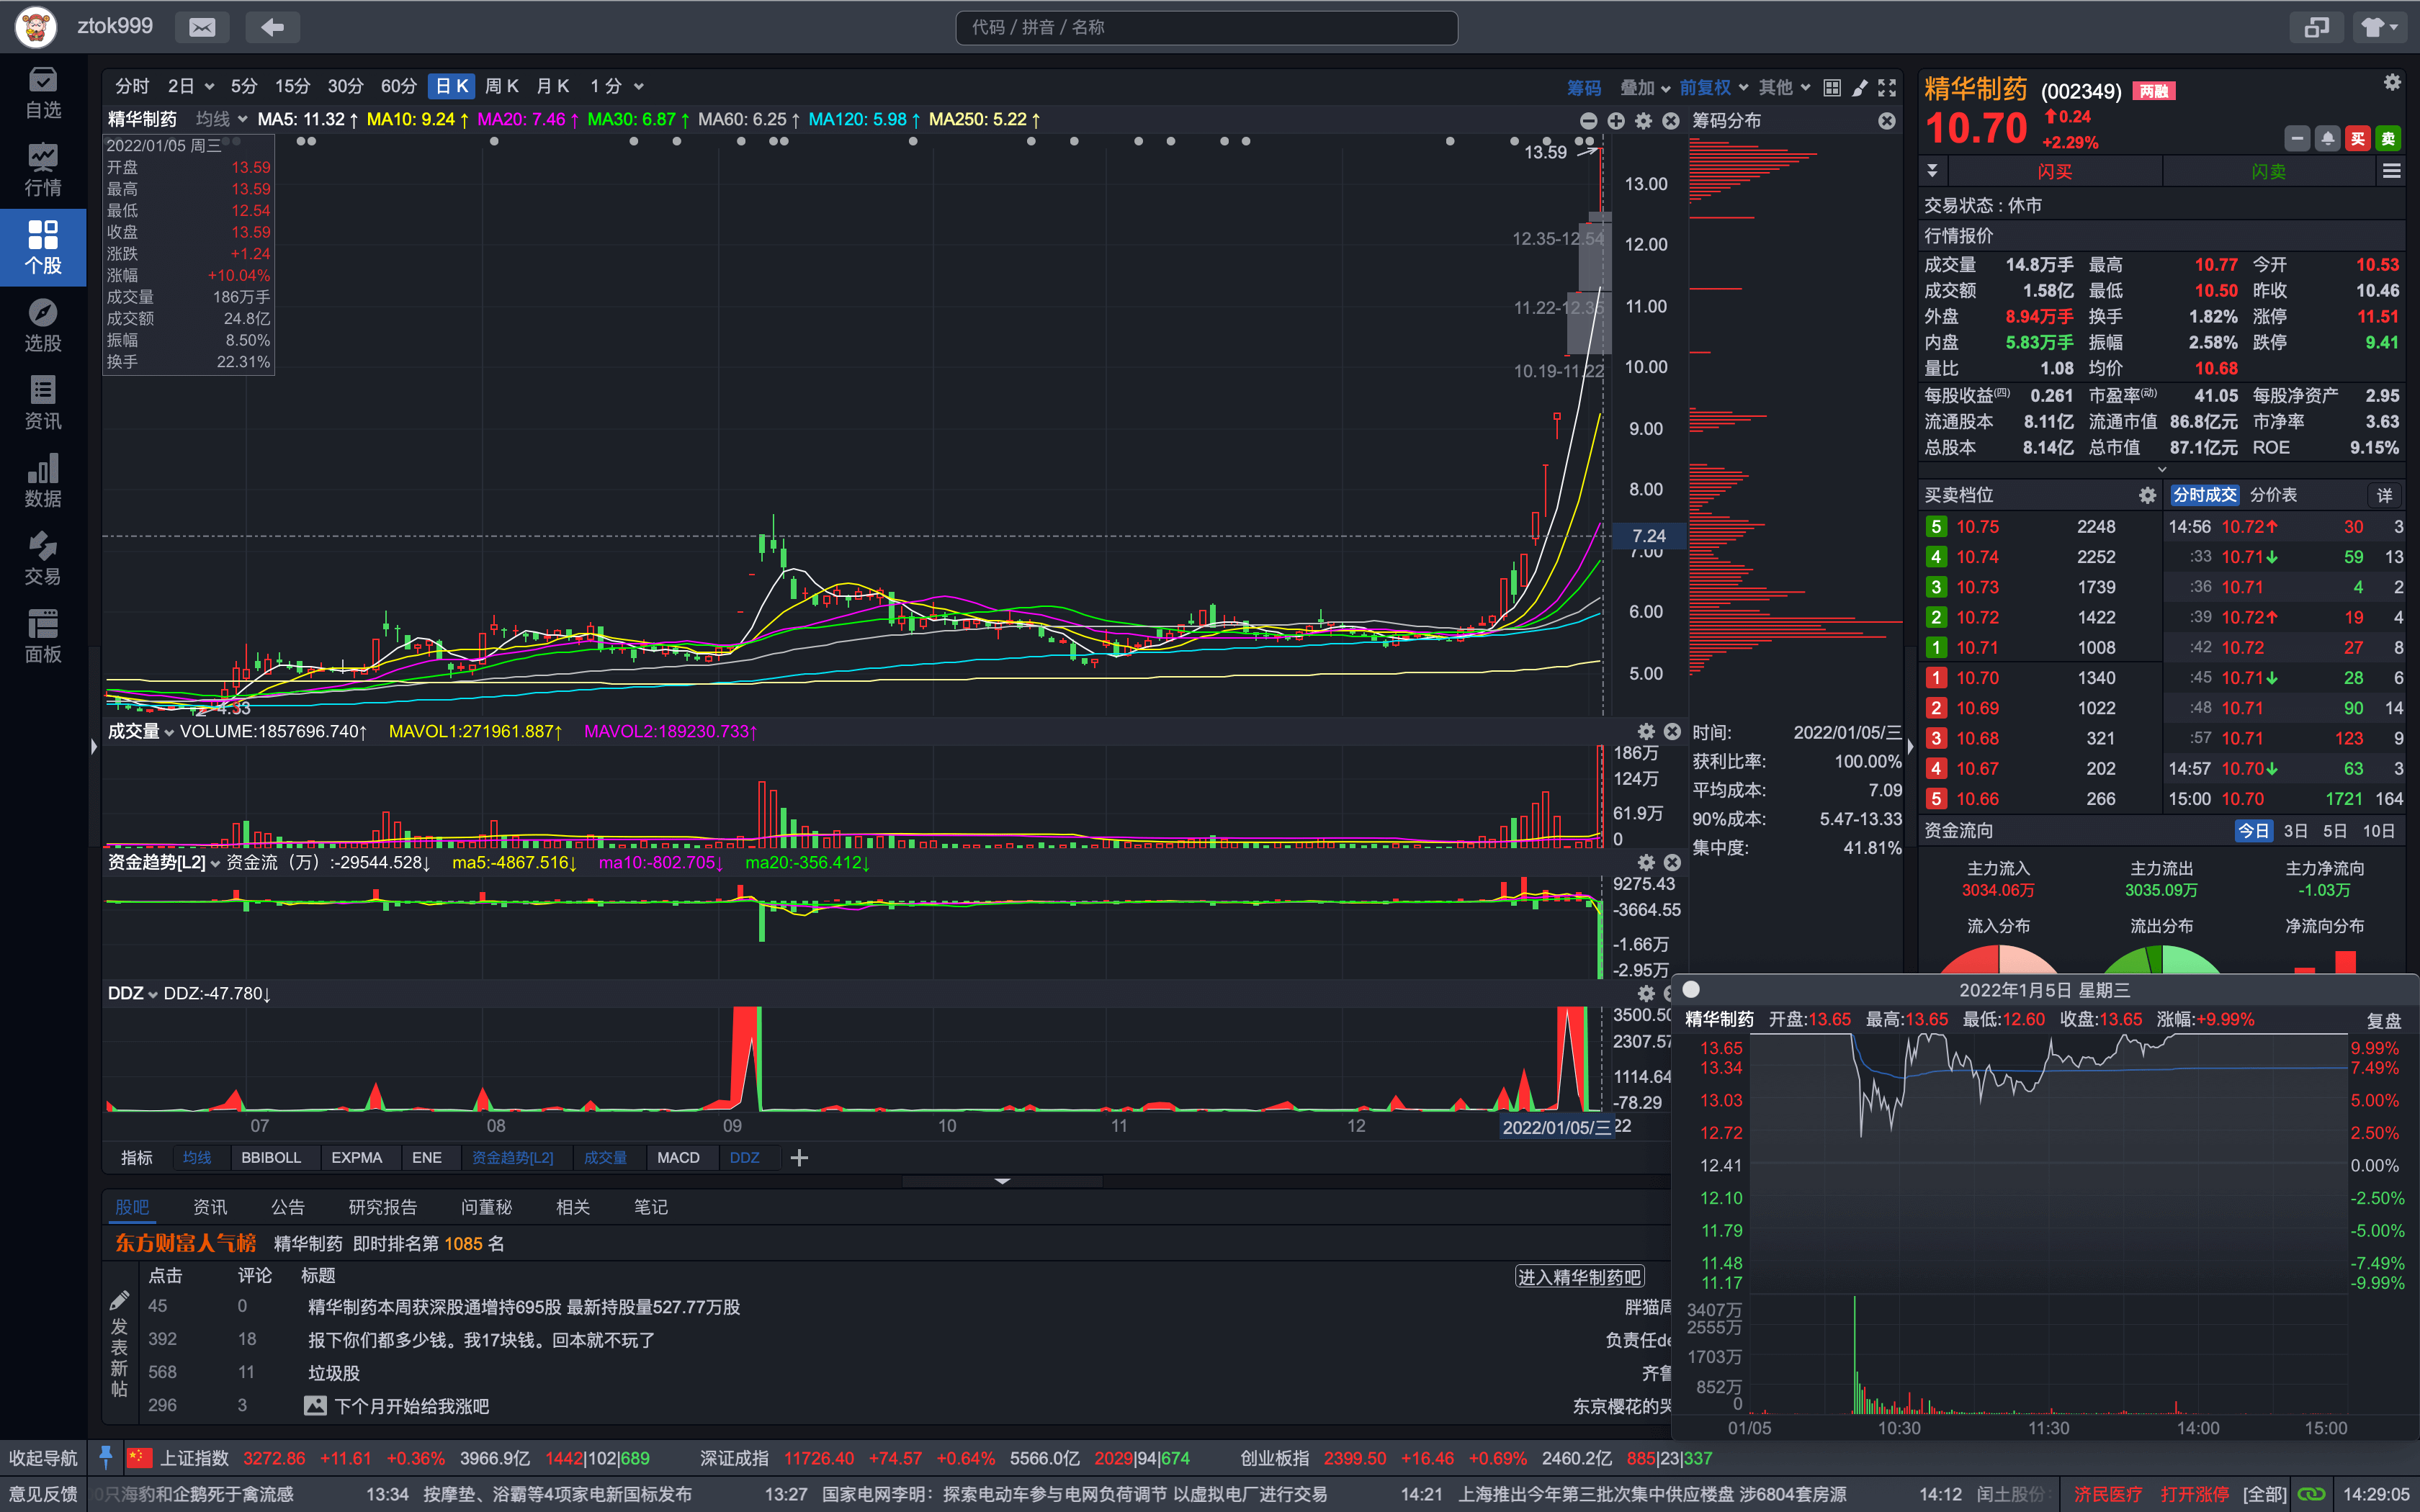 ztok999
代码 / 拼音 / 名称
自选
行情
个股
选股
资讯
数据
交易
面板
分时 2日 5分 15分 30分 60分 日K 周K 月K 1分
筹码 叠加 前复权 其他
精华制药 均线 MA5: 11.32↑ MA10: 9.24↑ MA20: 7.46↑ MA30: 6.87↑ MA60: 6.25↑ MA120: 5.98↑ MA250: 5.22↑
筹码分布
2022/01/05 周三
开盘 13.59
最高 13.59
最低 12.54
收盘 13.59
涨跌 +1.24
涨幅 +10.04%
成交量 186万手
成交额 24.8亿
振幅 8.50%
换手 22.31%
13.59
13.00
12.35-12.54 12.00
11.22-12.35 11.00
10.19-11.22 10.00
9.00
8.00
7.24
7.00
6.00
5.00
4.33
成交量 VOLUME:1857696.740↑ MAVOL1:271961.887↑ MAVOL2:189230.733↑
186万
124万
61.9万
0
时间: 2022/01/05/三
获利比率: 100.00%
平均成本: 7.09
90%成本: 5.47-13.33
集中度: 41.81%
资金趋势[L2] 资金流（万）:-29544.528↓ ma5:-4867.516↓ ma10:-802.705↓ ma20:-356.412↓
9275.43
-3664.55
-1.66万
-2.95万
DDZ DDZ:-47.780↓
3500.50
2307.57
1114.64
-78.29
07 08 09 10 11 12 2022/01/05/三 22
指标 均线 BBIBOLL EXPMA ENE 资金趋势[L2] 成交量 MACD DDZ
股吧 资讯 公告 研究报告 问董秘 相关 笔记
东方财富人气榜 精华制药 即时排名第 1085 名
点击 评论 标题 进入精华制药吧
45 0 精华制药本周获深股通增持695股 最新持股量527.77万股 胖猫
392 18 报下你们都多少钱。我17块钱。回本就不玩了 负责任de
568 11 垃圾股 齐鲁
296 3 下个月开始给我涨吧 东京樱花的
发表新帖
精华制药 (002349) 两融
10.70 0.24
+2.29%
买 卖
闪买 闪卖
交易状态 : 休市
行情报价
成交量 14.8万手 最高 10.77 今开 10.53
成交额 1.58亿 最低 10.50 昨收 10.46
外盘 8.94万手 换手 1.82% 涨停 11.51
内盘 5.83万手 振幅 2.58% 跌停 9.41
量比 1.08 均价 10.68
每股收益(四) 0.261 市盈率(动) 41.05 每股净资产 2.95
流通股本 8.11亿 流通市值 86.8亿元 市净率 3.63
总股本 8.14亿 总市值 87.1亿元 ROE 9.15%
买卖档位 分时成交 分价表 详
5 10.75 2248 14:56 10.72↑ 30 3
4 10.74 2252 :33 10.71↓ 59 13
3 10.73 1739 :36 10.71 4 2
2 10.72 1422 :39 10.72↑ 19 4
1 10.71 1008 :42 10.72 27 8
1 10.70 1340 :45 10.71↓ 28 6
2 10.69 1022 :48 10.71 90 14
3 10.68 321 :57 10.71 123 9
4 10.67 202 14:57 10.70↓ 63 3
5 10.66 266 15:00 10.70 1721 164
资金流向 今日 3日 5日 10日
主力流入 主力流出 主力净流向
3034.06万 3035.09万 -1.03万
流入分布 流出分布 净流向分布
2022年1月5日 星期三
精华制药 开盘:13.65 最高:13.65 最低:12.60 收盘:13.65 涨幅:+9.99% 复盘
13.65 9.99%
13.34 7.49%
13.03 5.00%
12.72 2.50%
12.41 0.00%
12.10 -2.50%
11.79 -5.00%
11.48 -7.49%
11.17 -9.99%
3407万
2555万
1703万
852万
0
01/05 10:30 11:30 14:00 15:00
收起导航 上证指数 3272.86 +11.61 +0.36% 3966.9亿 1442|102|689 深证成指 11726.40 +74.57 +0.64% 5566.0亿 2029|94|674 创业板指 2399.50 +16.46 +0.69% 2460.2亿 885|23|337
意见反馈 0只海豹和企鹅死于禽流感 13:34 按摩垫、浴霸等4项家电新国标发布 13:27 国家电网李明：探索电动车参与电网负荷调节 以虚拟电厂进行交易 14:21 上海推出今年第三批次集中供应楼盘 涉6804套房源 14:12 闰土股份: 济民医疗 打开涨停 [全部] 14:29:05